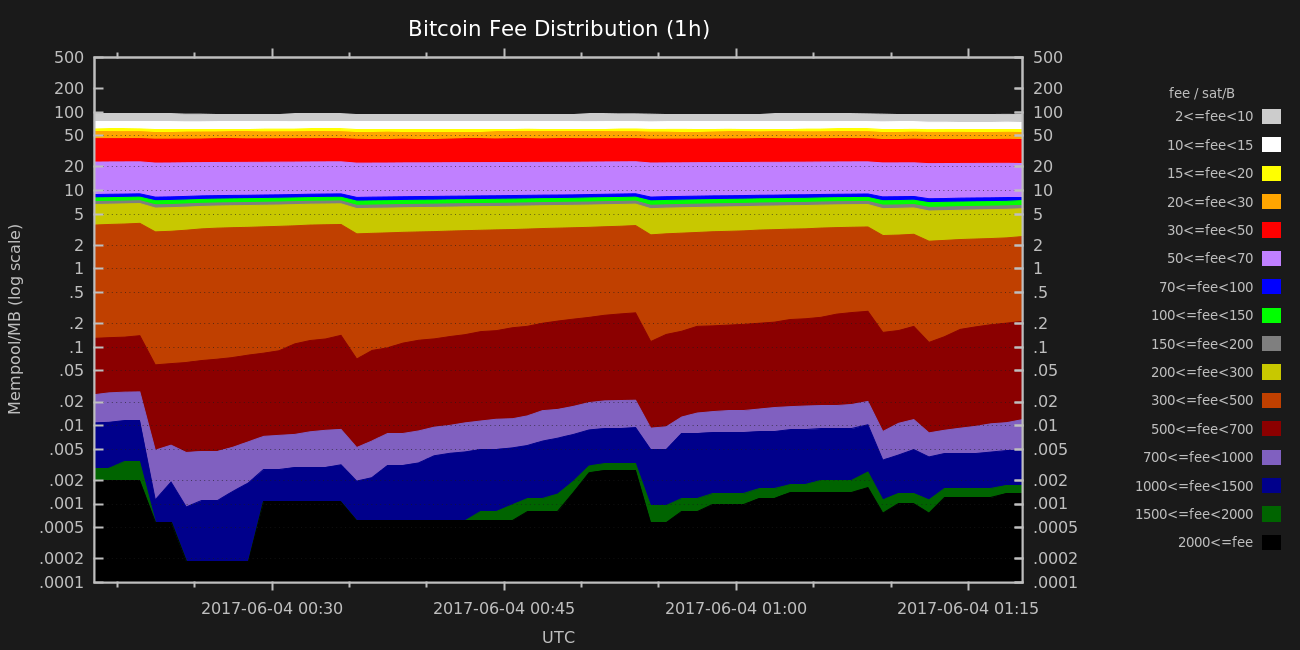 Bitcoin Fee Distribution (1h)
Mempool/MB (log scale)
500
200
100
50
20
10
5
2
1
.5
.2
.1
.05
.02
.01
.005
.002
.001
.0005
.0002
.0001
500
200
100
50
20
10
5
2
1
.5
.2
.1
.05
.02
.01
.005
.002
.001
.0005
.0002
.0001
2017-06-04 00:30
2017-06-04 00:45
2017-06-04 01:00
2017-06-04 01:15
UTC
fee / sat/B
2<=fee<10
10<=fee<15
15<=fee<20
20<=fee<30
30<=fee<50
50<=fee<70
70<=fee<100
100<=fee<150
150<=fee<200
200<=fee<300
300<=fee<500
500<=fee<700
700<=fee<1000
1000<=fee<1500
1500<=fee<2000
2000<=fee